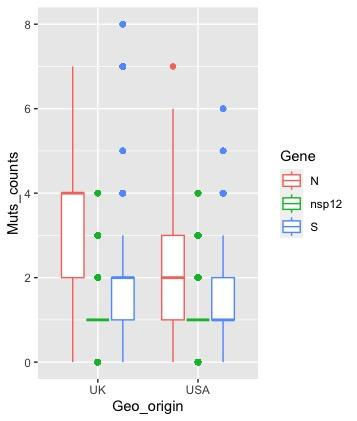 8
6
4
2
0
Muts_counts
UK
USA
Geo_origin
Gene
N
nsp12
S